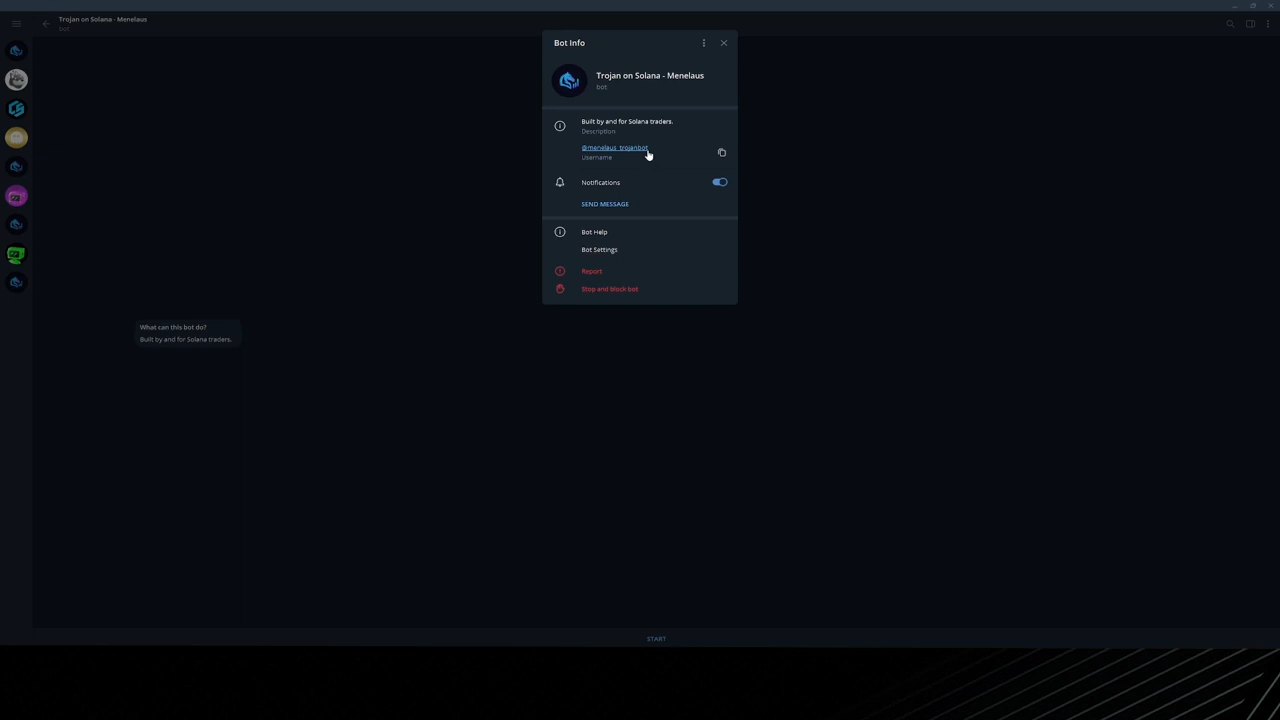 Trojan on Solana - Menelaus
bot
Bot Info
Trojan on Solana - Menelaus
bot
Built by and for Solana traders.
Description
@menelaus_trojanbot
Username
Notifications
SEND MESSAGE
Bot Help
Bot Settings
Report
Stop and block bot
What can this bot do?
Built by and for Solana traders.
START